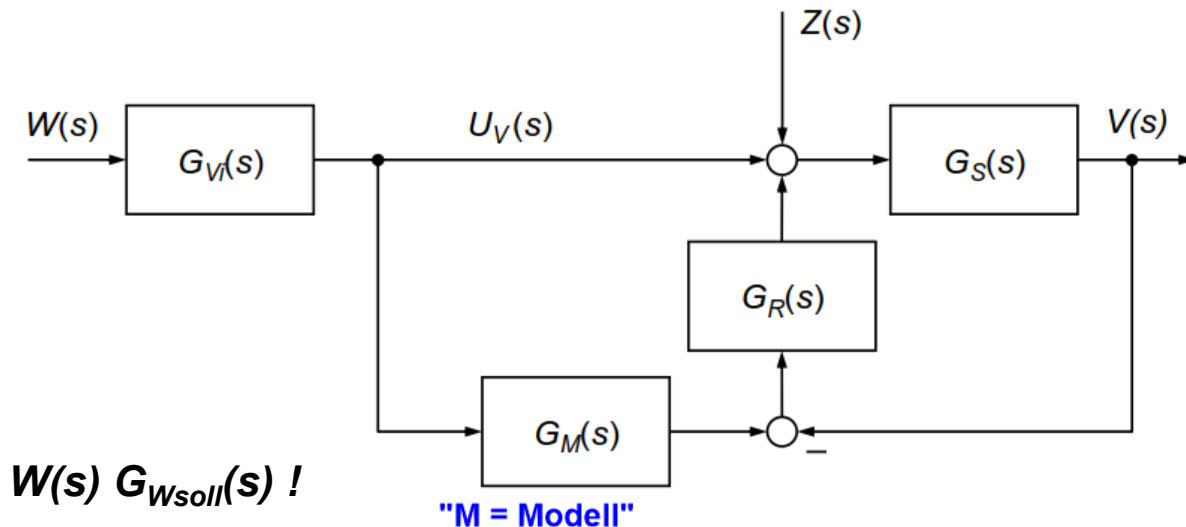 Z(s)
W(s)
G_Vi(s)
U_V(s)
G_S(s)
V(s)
G_R(s)
G_M(s)
–
W(s) G_Wsoll(s) !
"M = Modell"